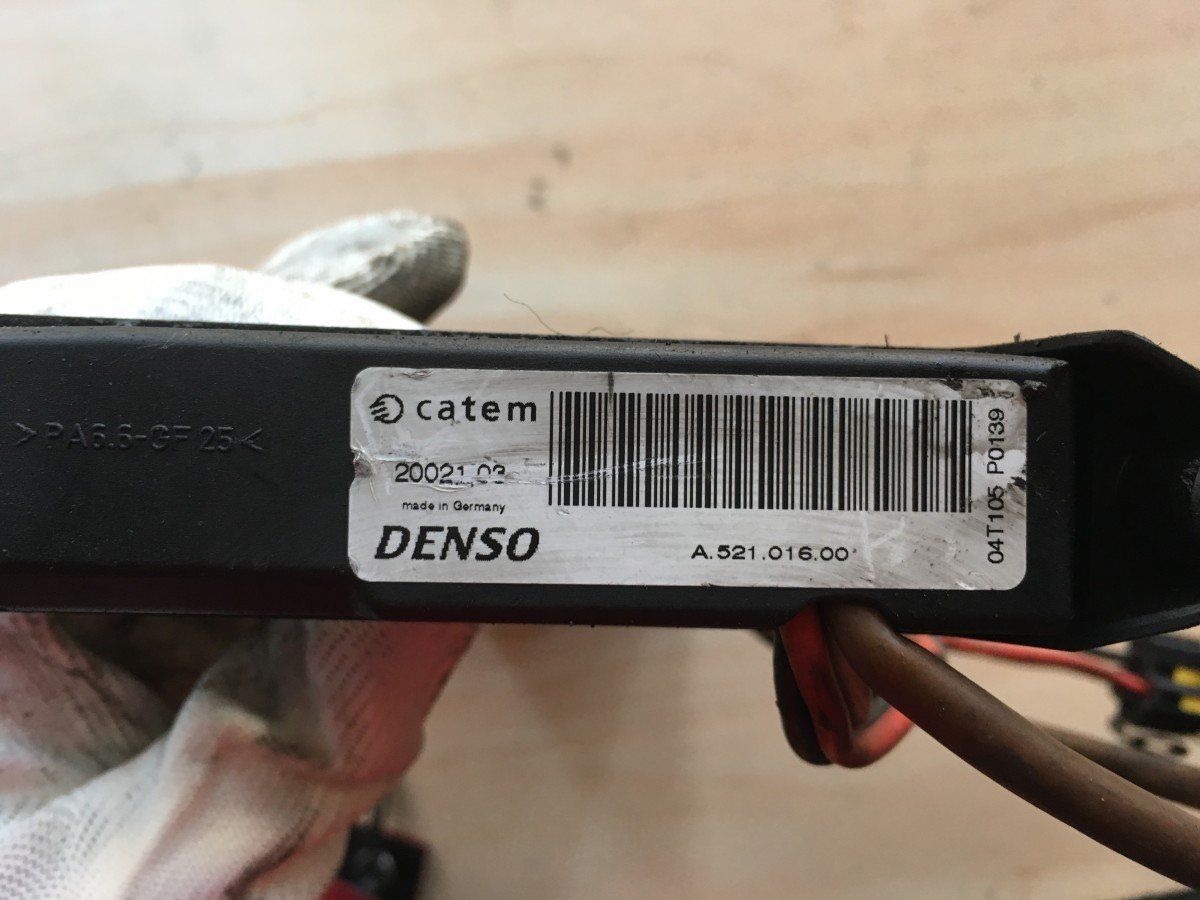 >PA6.6-GF 25<
catem
20021.03
made in Germany
DENSO
A.521.016.00
04T105 P0139